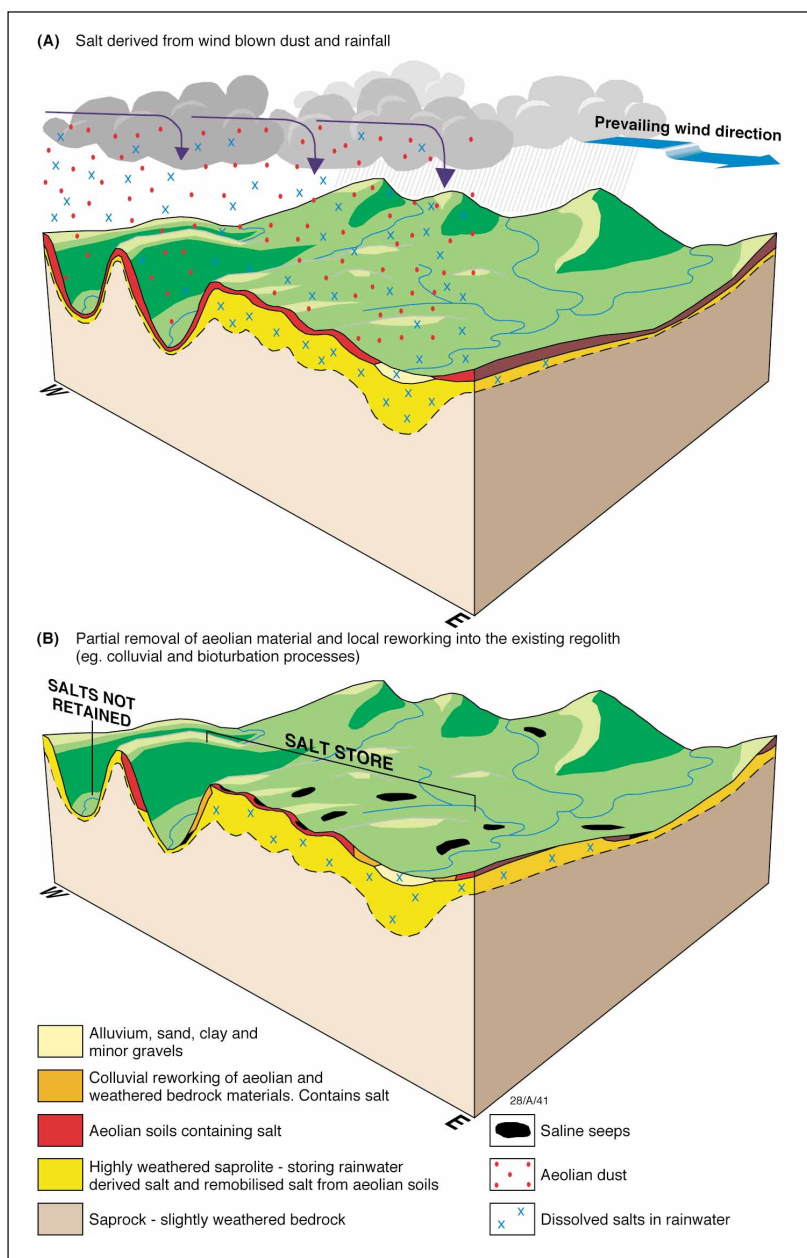 (A) Salt derived from wind blown dust and rainfall
Prevailing wind direction
W
E
(B) Partial removal of aeolian material and local reworking into the existing regolith
(eg. colluvial and bioturbation processes)
SALTS NOT
RETAINED
SALT STORE
W
E
Alluvium, sand, clay and
minor gravels
Colluvial reworking of aeolian and
weathered bedrock materials. Contains salt
Aeolian soils containing salt
Highly weathered saprolite - storing rainwater
derived salt and remobilised salt from aeolian soils
Saprock - slightly weathered bedrock
28/A/41
Saline seeps
Aeolian dust
Dissolved salts in rainwater